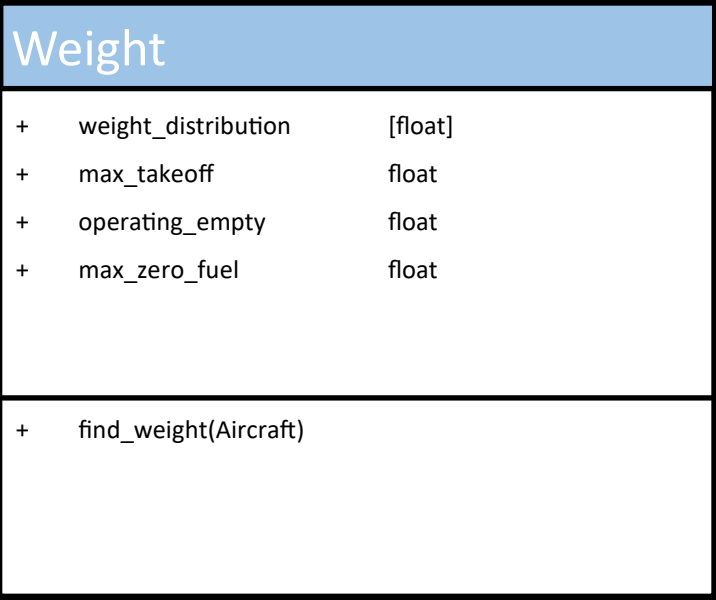 Weight
+ weight_distribution [float]
+ max_takeoff float
+ operating_empty float
+ max_zero_fuel float
+ find_weight(Aircraft)